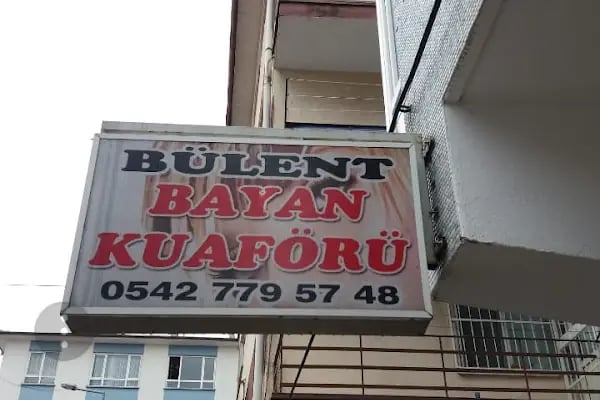 BÜLENT
BAYAN
KUAFÖRÜ
0542 779 57 48